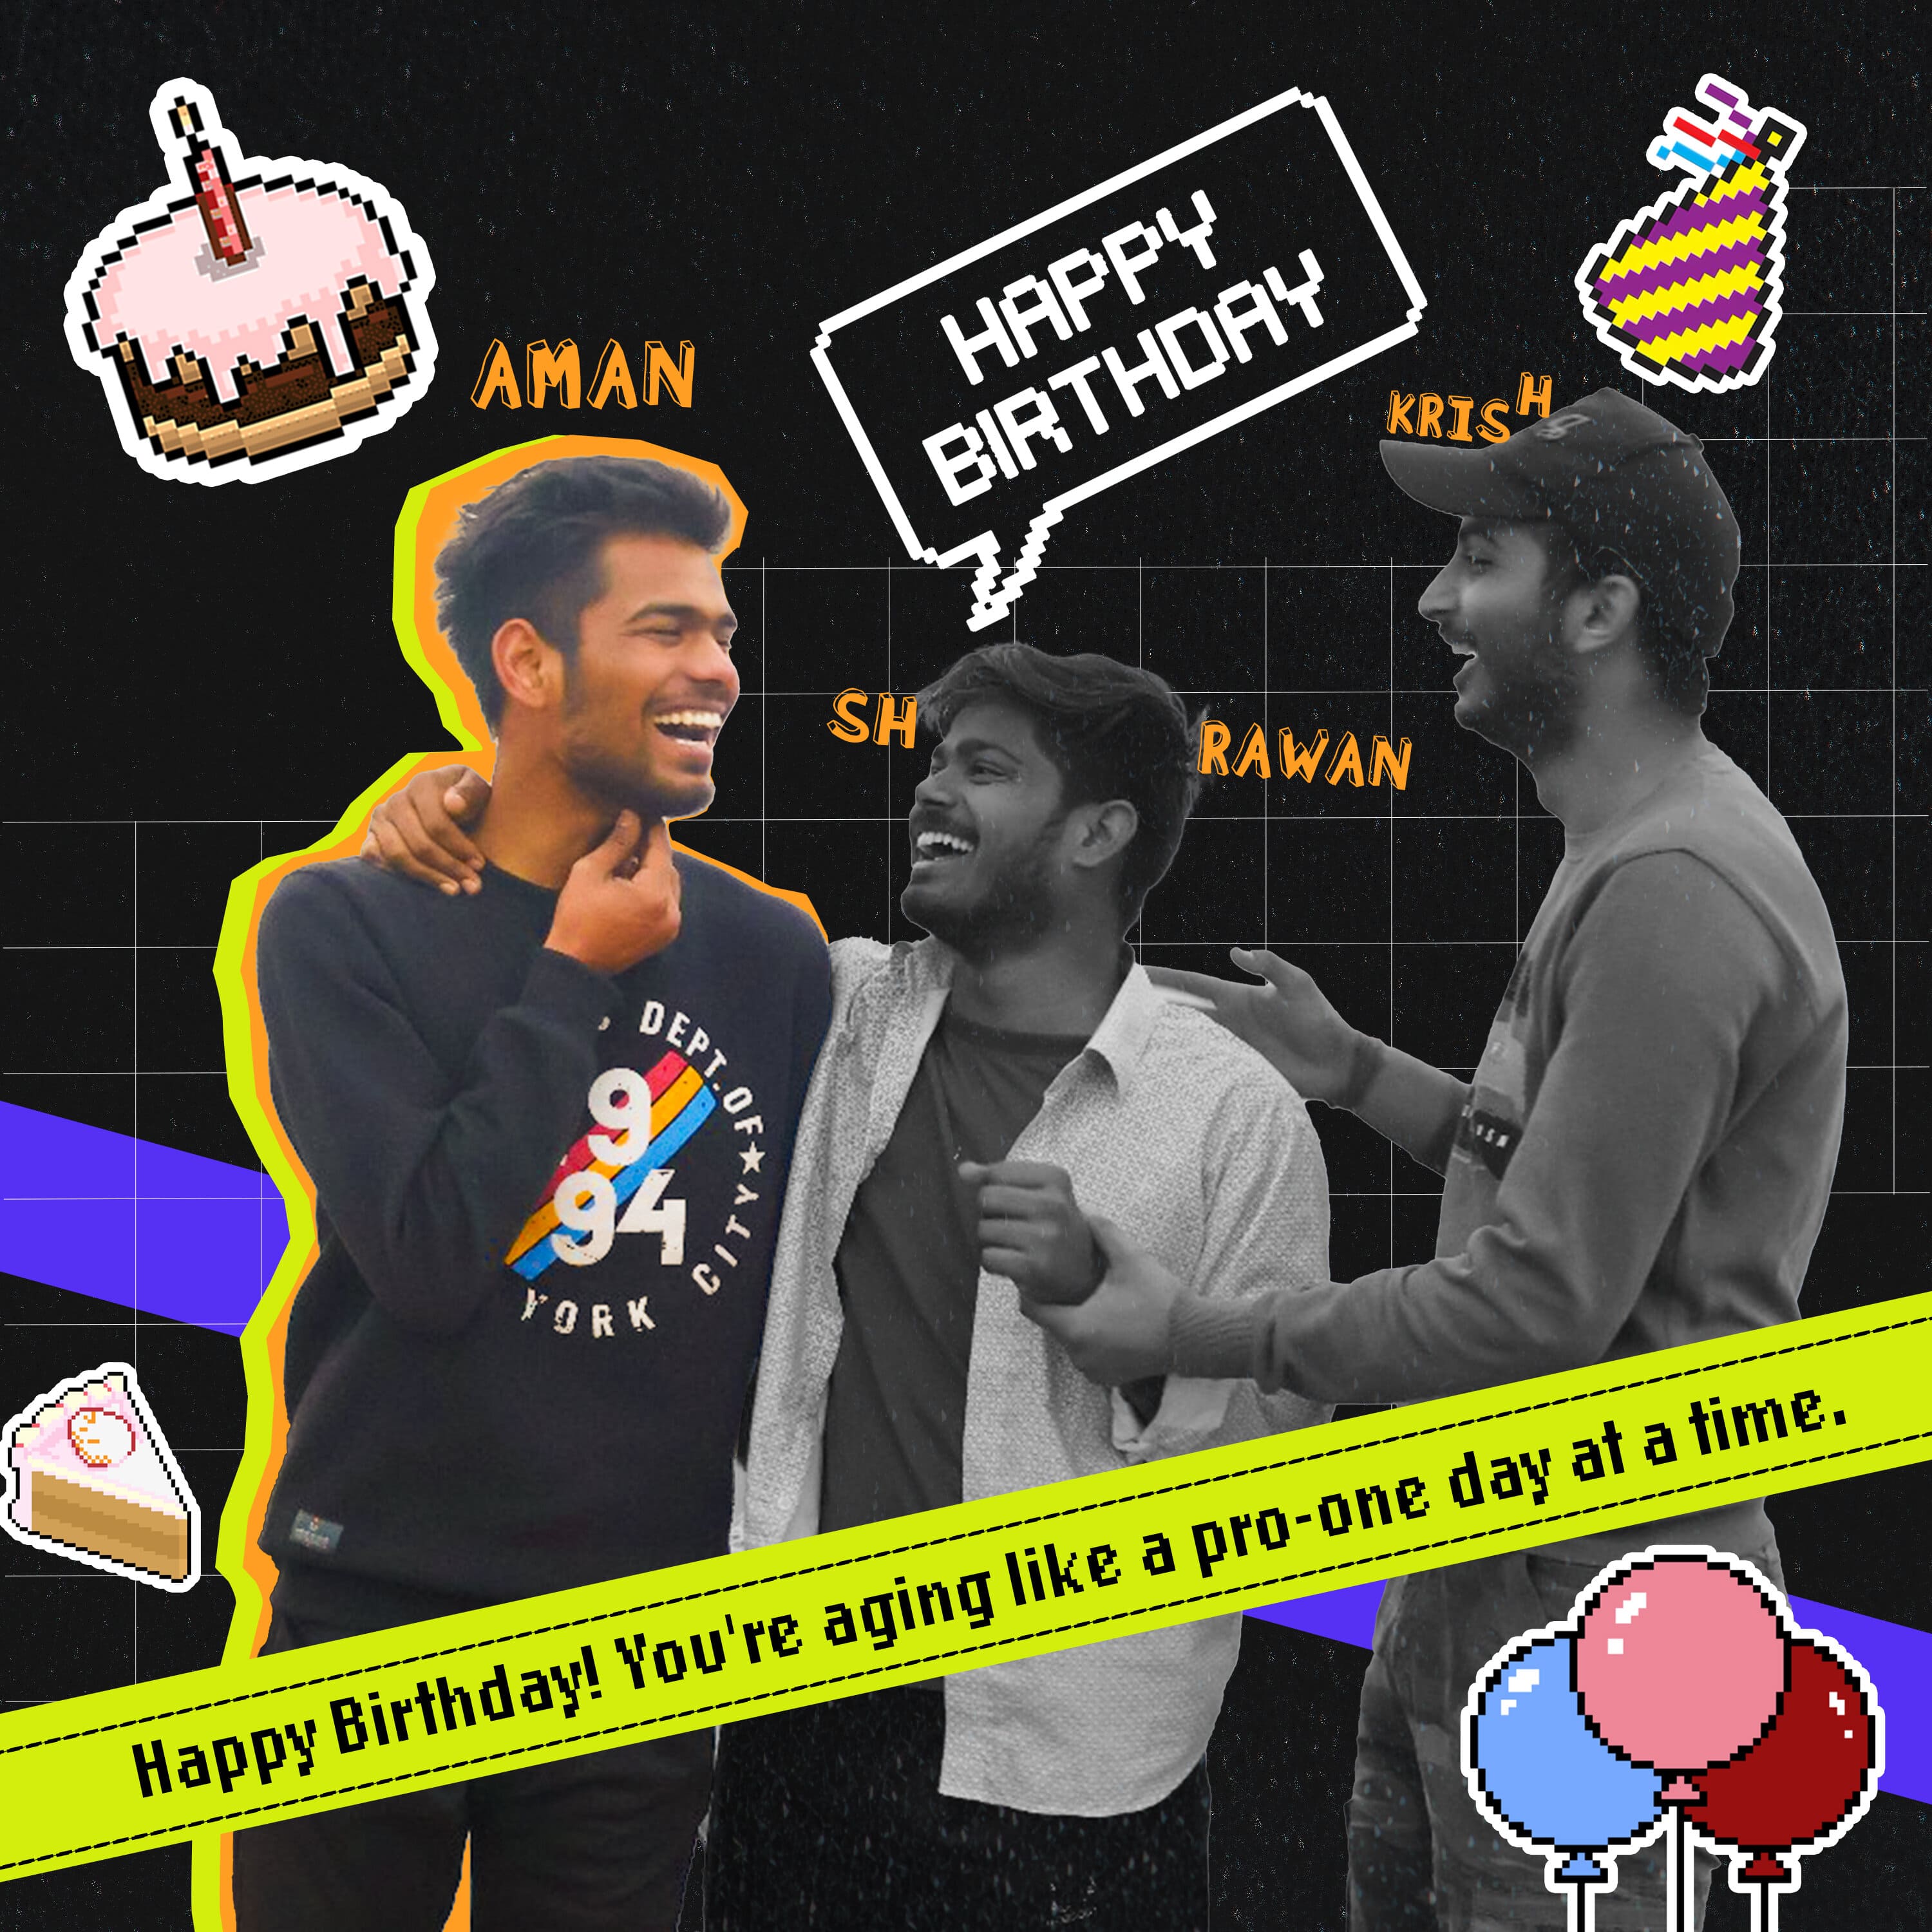 HAPPY
BIRTHDAY
AMAN
KRISH
SH RAWAN
DEPT. OF
CITY
YORK
9
94
Happy Birthday! You're aging like a pro-one day at a time.